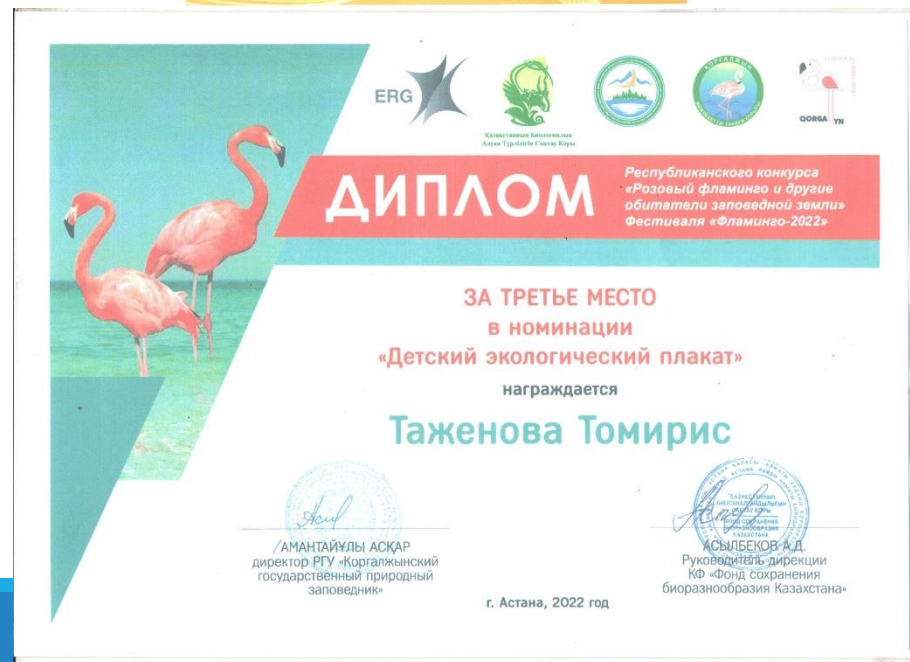 ERG
Қазақстанның Биологиялық
Алуан Түрлілігін Сақтау Қоры
ҚОРҒАЛЖЫН
QORGA YN
ДИПЛОМ
Республиканского конкурса
«Розовый фламинго и другие
обитатели заповедной земли»
Фестиваля «Фламинго-2022»
ЗА ТРЕТЬЕ МЕСТО
в номинации
«Детский экологический плакат»
награждается
Таженова Томирис
АМАНТАЙҰЛЫ АСҚАР
директор РГУ «Коргалжынский
государственный природный
заповедник»
АСЫЛБЕКОВ А.Д.
Руководитель дирекции
КФ «Фонд сохранения
биоразнообразия Казахстана»
г. Астана, 2022 год